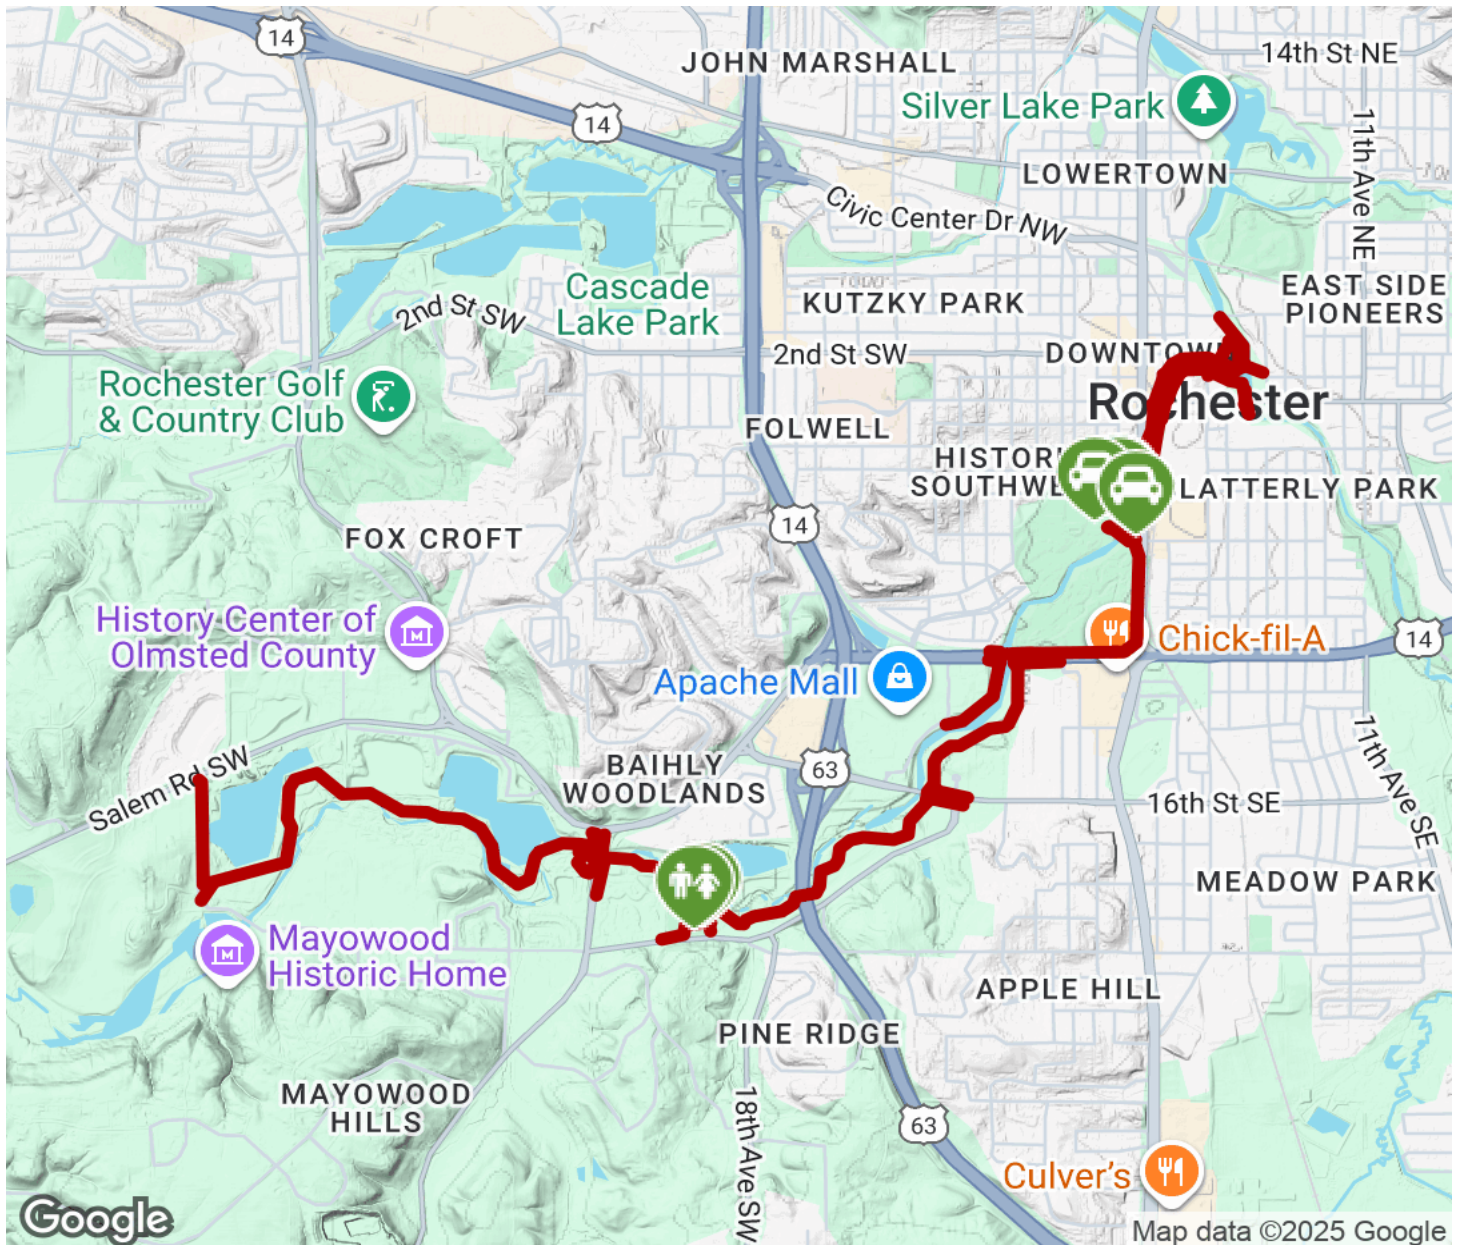 14
14th St NE
JOHN MARSHALL
Silver Lake Park
14
11th Ave NE
LOWERTOWN
Civic Center Dr NW
Cascade
Lake Park
EAST SIDE
PIONEERS
KUTZKY PARK
2nd St SW
2nd St SW
DOWNTOW
Rochester Golf
& Country Club
Rochester
FOLWELL
HISTORI
SOUTHWE
SLATTERLY PARK
14
FOX CROFT
History Center of
Olmsted County
Chick-fil-A
14
Apache Mall
11th Ave SE
BAIHLY
WOODLANDS
63
Salem Rd SW
16th St SE
MEADOW PARK
Mayowood
Historic Home
APPLE HILL
PINE RIDGE
MAYOWOOD
HILLS
18th Ave SW
63
Culver's
Google
Map data ©2025 Google